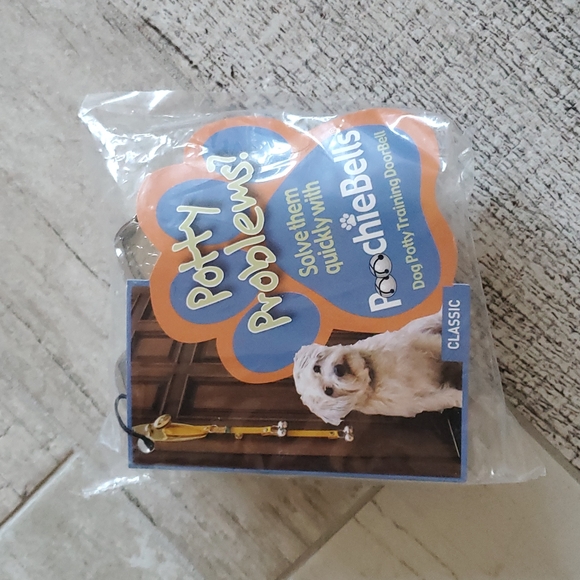 Potty
Problems?
Solve them
quickly with
PoochieBells
Dog Potty Training DoorBell
CLASSIC